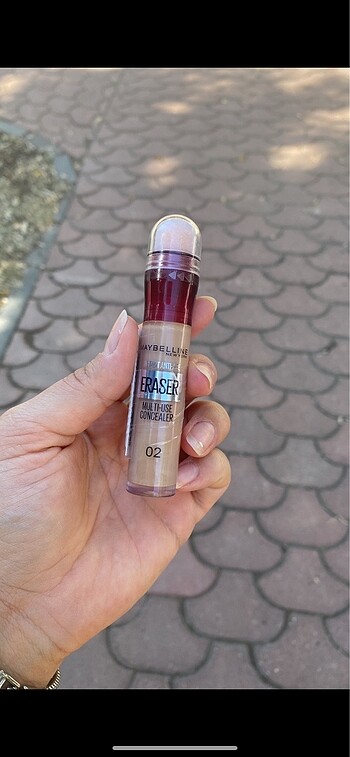 MAYBELLINE
NEW YORK
ERASER
MULTI-USE
CONCEALER
02